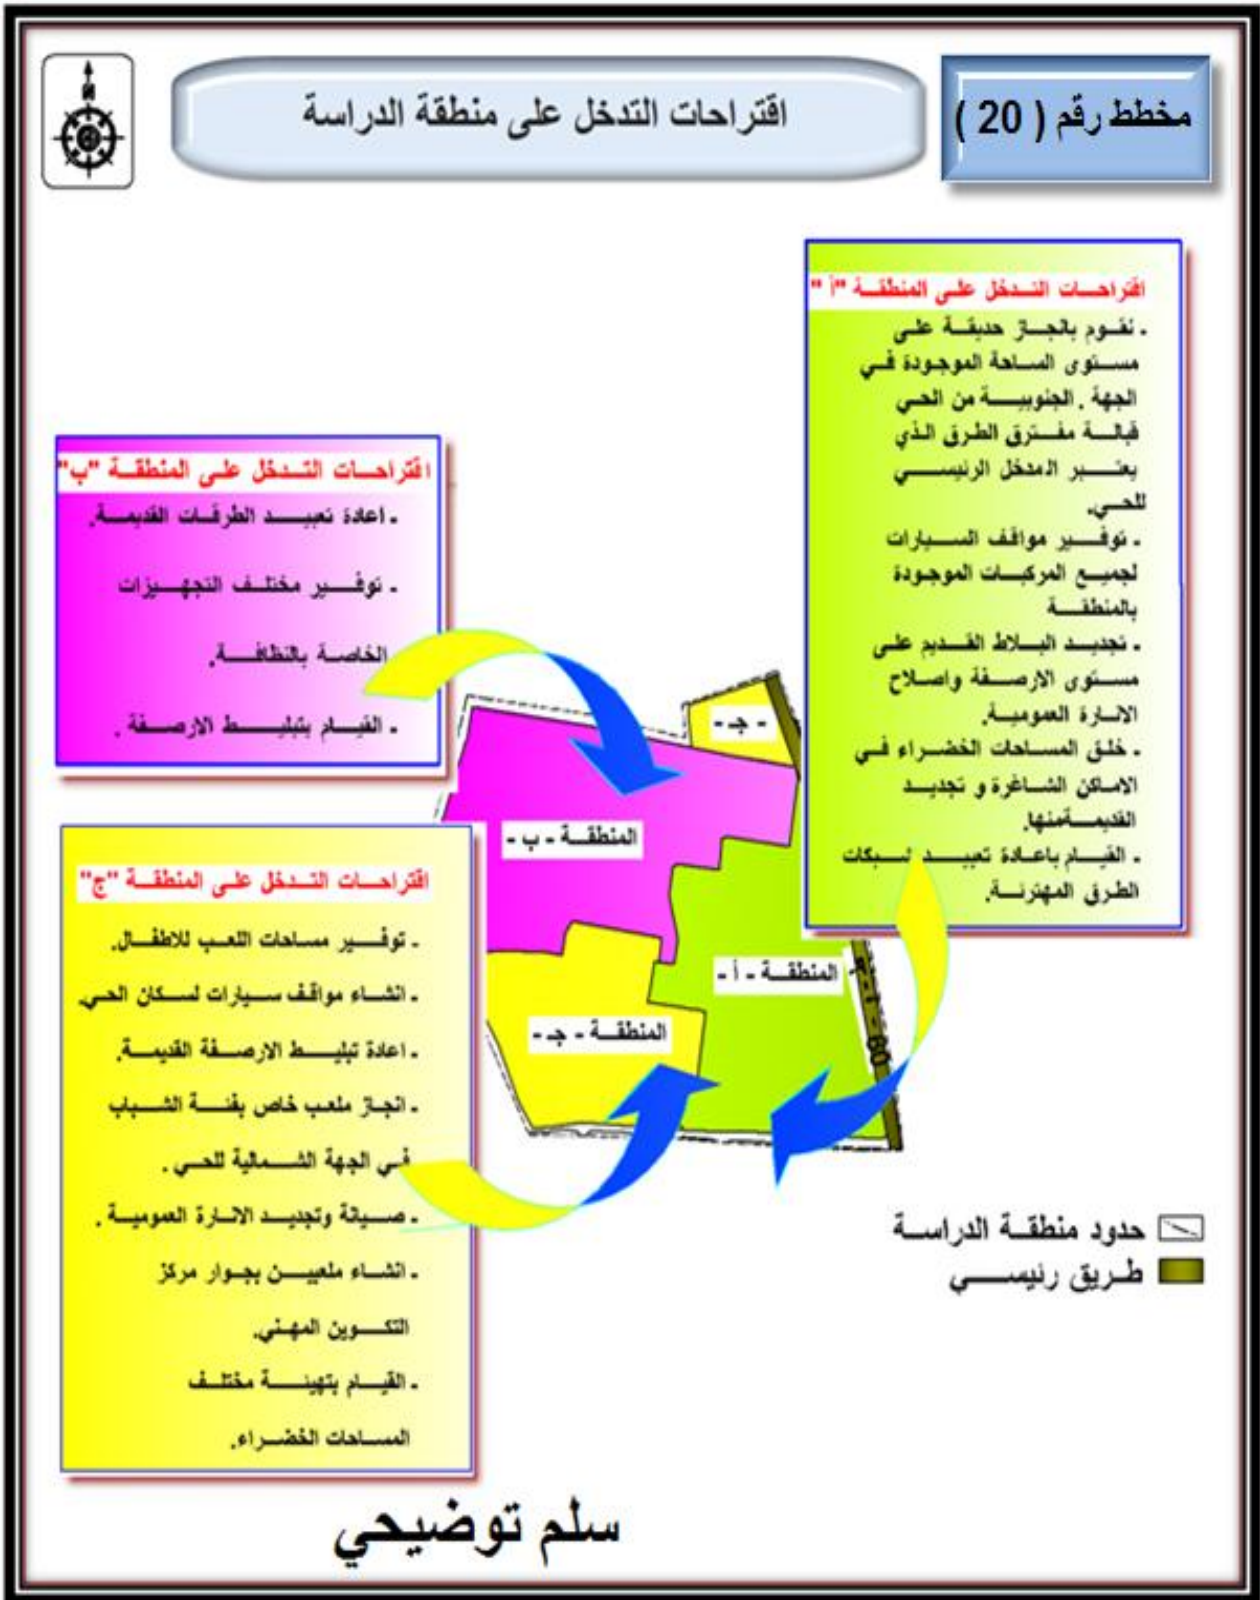 مخطط رقم ( 20 )
اقتراحات التدخل على منطقة الدراسة
N
اقتراحات التدخل على المنطقة "أ"
. نقوم بانجاز حديقة على
مستوى الساحة الموجودة في
الجهة . الجنوبية من الحي
قبالة مفترق الطرق الذي
يعتبر المدخل الرئيسي
للحي.
. توفير مواقف السيارات
لجميع المركبات الموجودة
بالمنطقة
. تجديد البلاط القديم على
مستوى الارصفة واصلاح
الانارة العمومية.
. خلق المساحات الخضراء في
الاماكن الشاغرة و تجديد
القديمة منها.
. القيام باعادة تعبيد لسبكات
الطرق المهترئة.
اقتراحات التدخل على المنطقة "ب"
. اعادة تعبيد الطرقات القديمة.
. توفير مختلف التجهيزات
الخاصة بالنظافة.
. القيام بتبليط الارصفة .
اقتراحات التدخل على المنطقة "ج"
. توفير مساحات اللعب للاطفال.
. انشاء مواقف سيارات لسكان الحي.
. اعادة تبليط الارصفة القديمة.
. انجاز ملعب خاص بفئة الشباب
في الجهة الشمالية للحي .
. صيانة وتجديد الانارة العمومية .
. انشاء ملعبين بجوار مركز
التكوين المهني.
. القيام بتهيئة مختلف
المساحات الخضراء.
- جـ -
المنطقة - ب -
المنطقة - أ -
المنطقة - جـ -
حدود منطقة الدراسة
طريق رئيسي
سلم توضيحي